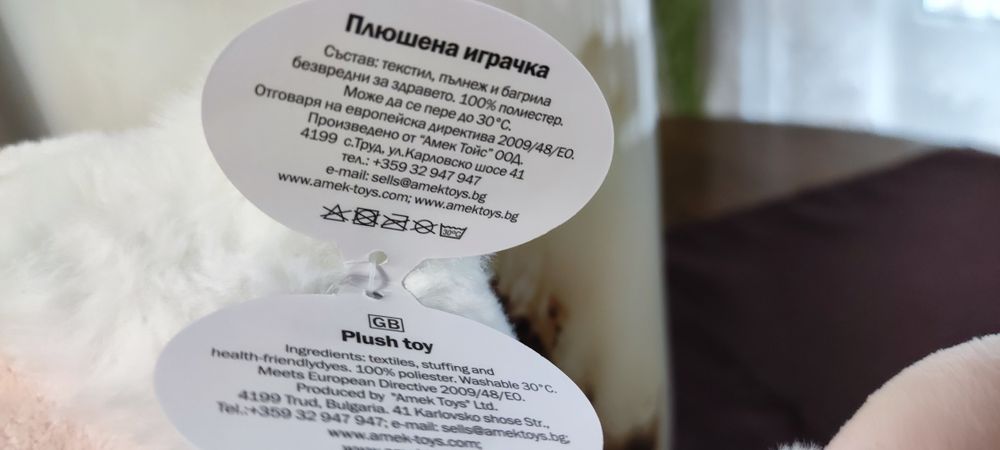 Плюшена играчка
Състав: текстил, пълнеж и багрила
безвредни за здравето. 100% полиестер.
Може да се пере до 30°C.
Отговаря на европейска директива 2009/48/ЕО.
Произведено от "Амек Тойс" ООД.
4199 с.Труд, ул.Карловско шосе 41
тел.: +359 32 947 947
e-mail: sells@amektoys.bg
www.amek-toys.com; www.amektoys.bg
30°C
GB
Plush toy
Ingredients: textiles, stuffing and
health-friendlydyes. 100% poliester. Washable 30°C.
Meets European Directive 2009/48/EO.
Produced by "Amek Toys" Ltd.
4199 Trud, Bulgaria. 41 Karlovsko shose Str.,
Tel.:+359 32 947 947; e-mail: sells@amektoys.bg;
www.amek-toys.com;